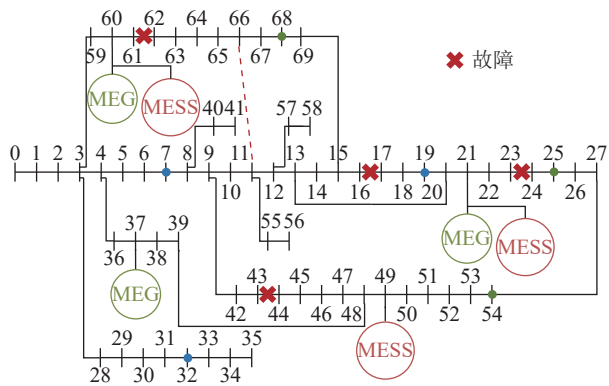 60 62 64 66 68
59 61 63 65 67 69
故障
MEG MESS
40 41 57 58
0 1 2 3 4 5 6 7 8 9 11 13 15 17 19 21 23 25 27
10 12 14 16 18 20 22 24 26
37 39
36 38
55 56
MEG MESS
MEG
43 45 47 49 51 53
42 44 46 48 50 52 54
29 31 33 35
28 30 32 34
MESS